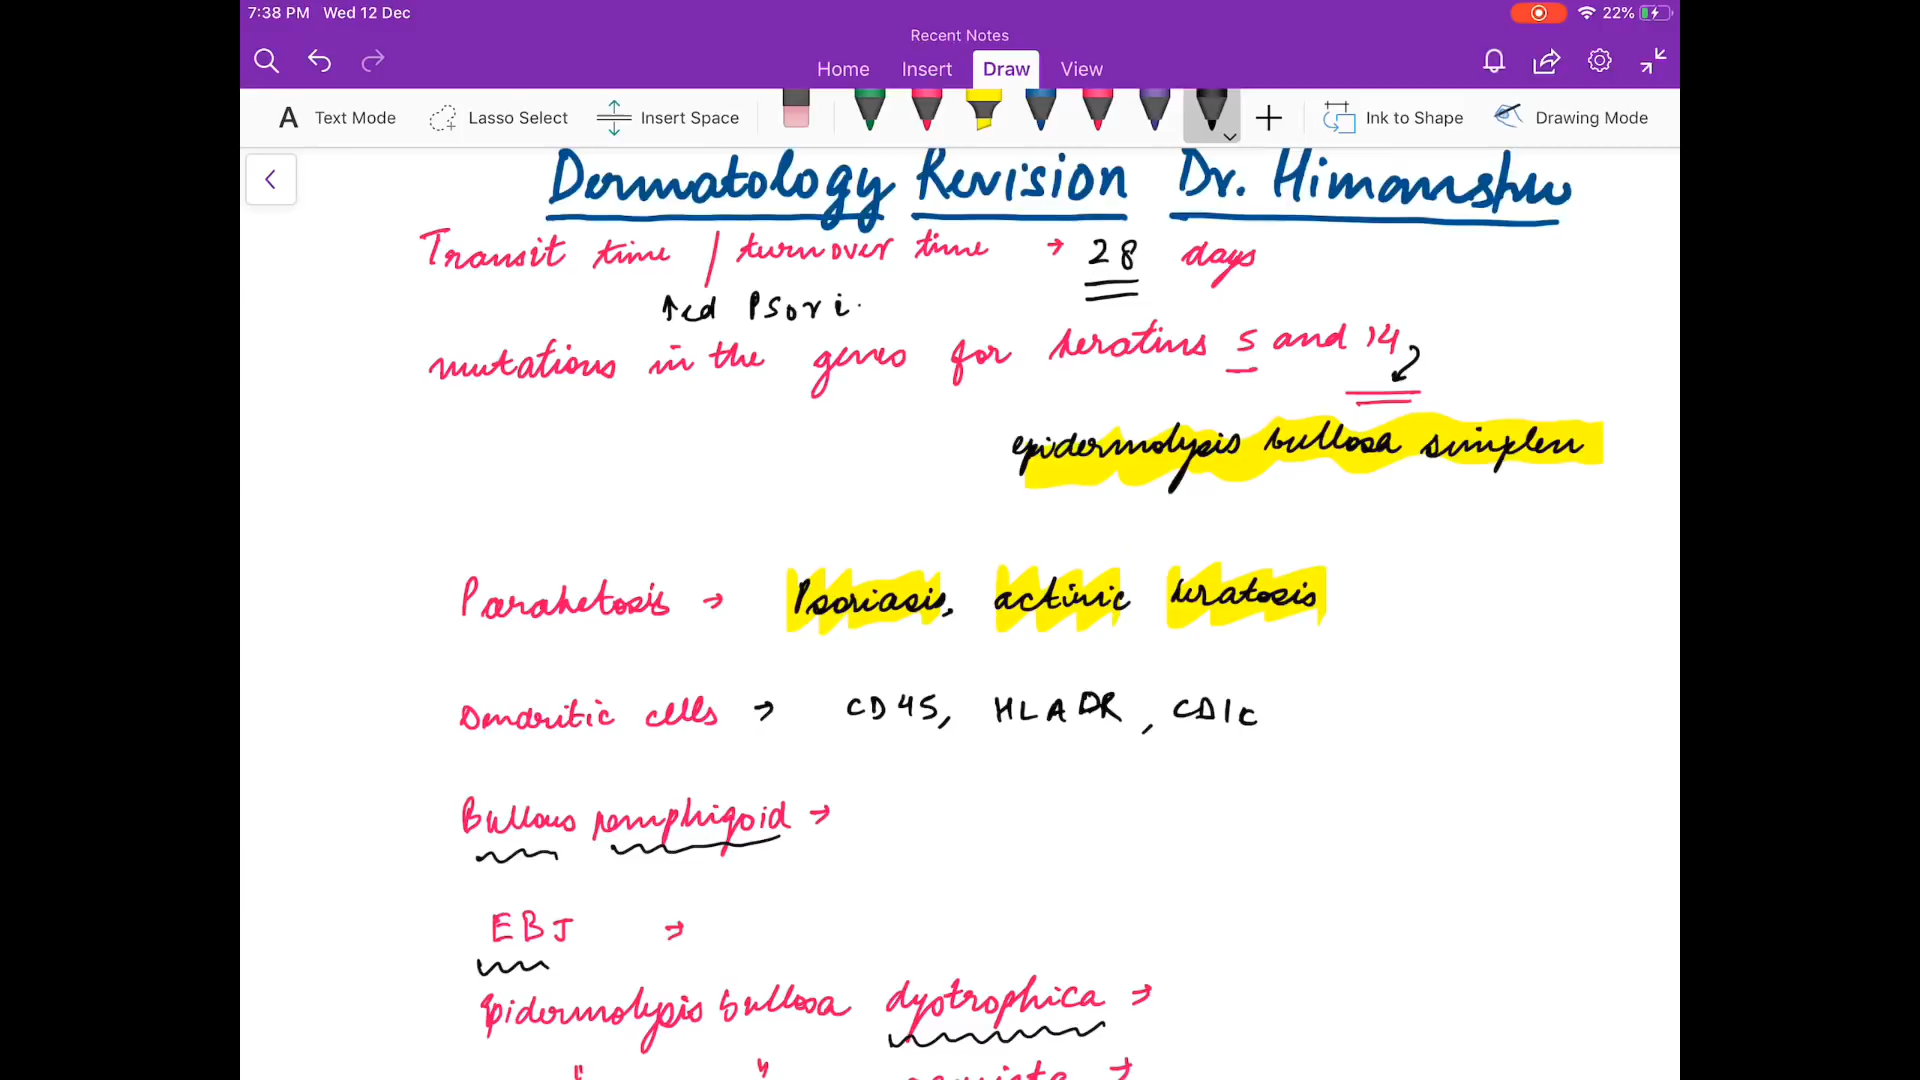 7:38 PM Wed 12 Dec
22%
Recent Notes
Home Insert Draw View
A Text Mode Lasso Select Insert Space Ink to Shape Drawing Mode
Dermatology Revision Dr. Himanshu
Transit time / turnover time → 28 days
↑ed Psori.
mutations in the genes for keratins 5 and 14
epidermolysis bullosa simplex
Paraketosis → Psoriasis, actinic keratosis
Dendritic cells → CD45, HLADR, CD1c
Bullous pemphigoid →
EBJ →
Epidermolysis bullosa dystrophica →
" "